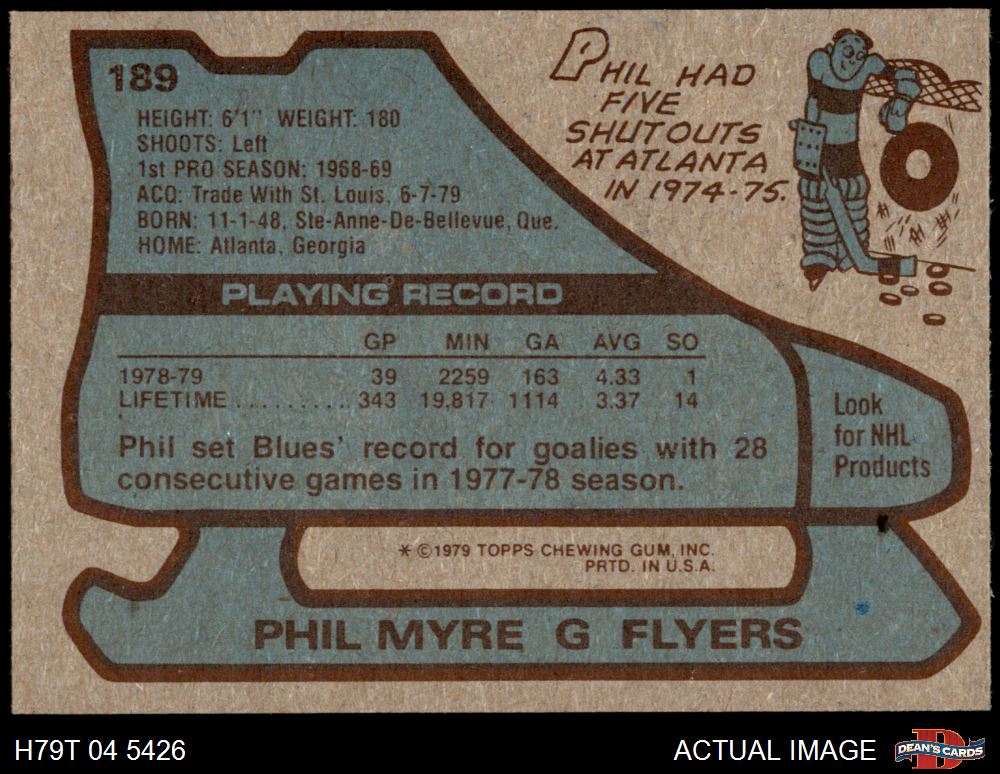 189
HEIGHT: 6'1" WEIGHT: 180
SHOOTS: Left
1st PRO SEASON: 1968-69
ACQ: Trade With St. Louis, 6-7-79
BORN: 11-1-48, Ste-Anne-De-Bellevue, Que.
HOME: Atlanta, Georgia
PHIL HAD
FIVE
SHUTOUTS
AT ATLANTA
IN 1974-75.
PLAYING RECORD
GP MIN GA AVG SO
1978-79 39 2259 163 4.33 1
LIFETIME.......... 343 19,817 1114 3.37 14
Phil set Blues' record for goalies with 28
consecutive games in 1977-78 season.
Look
for NHL
Products
* ©1979 TOPPS CHEWING GUM, INC.
PRTD. IN U.S.A.
PHIL MYRE G FLYERS
H79T 04 5426
ACTUAL IMAGE
DEAN'S CARDS